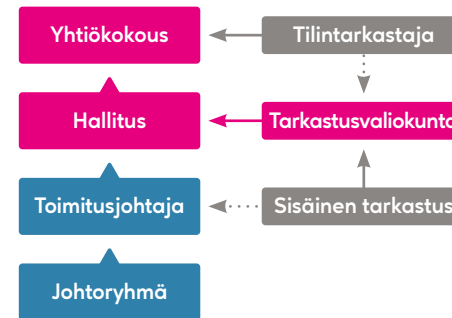 Yhtiökokous
Tilintarkastaja
Hallitus
Tarkastusvaliokunta
Toimitusjohtaja
Sisäinen tarkastus
Johtoryhmä